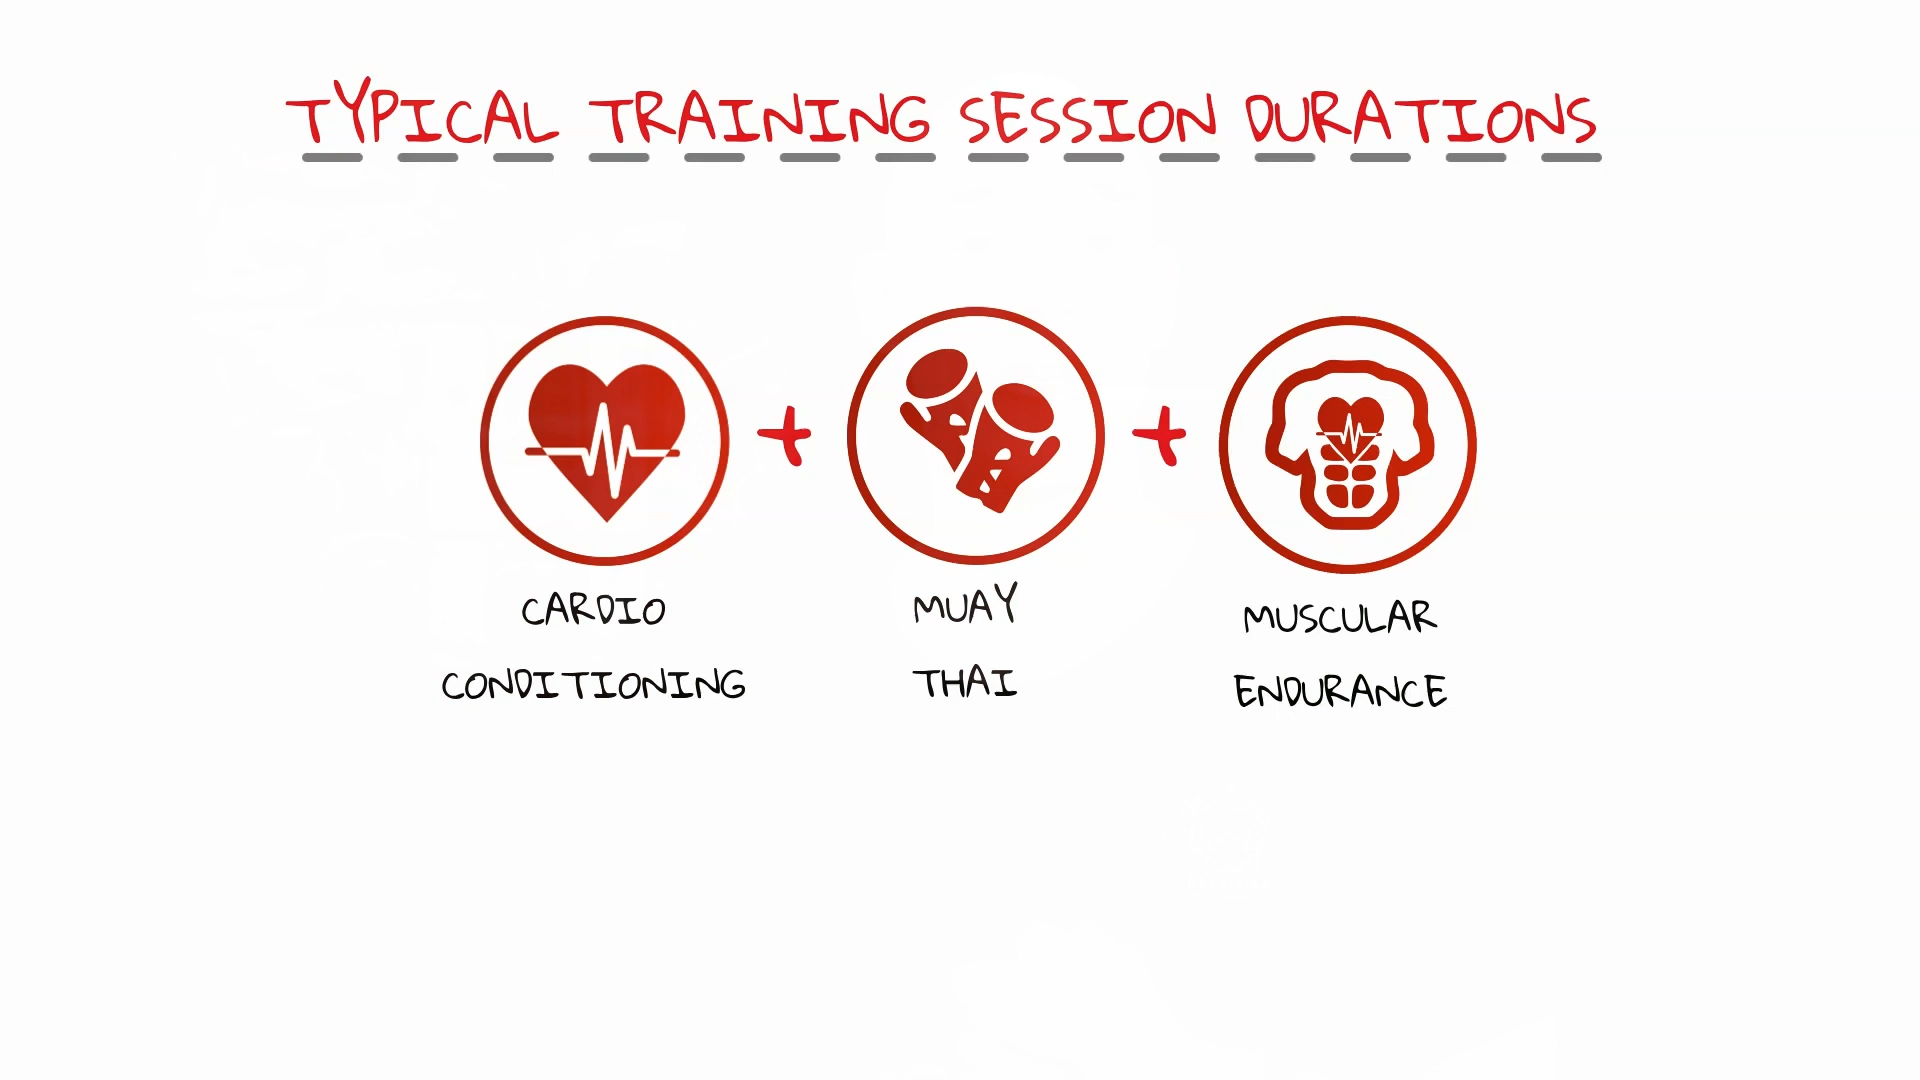 TYPICAL TRAINING SESSION DURATIONS
+ +
CARDIO
CONDITIONING
MUAY
THAI
MUSCULAR
ENDURANCE